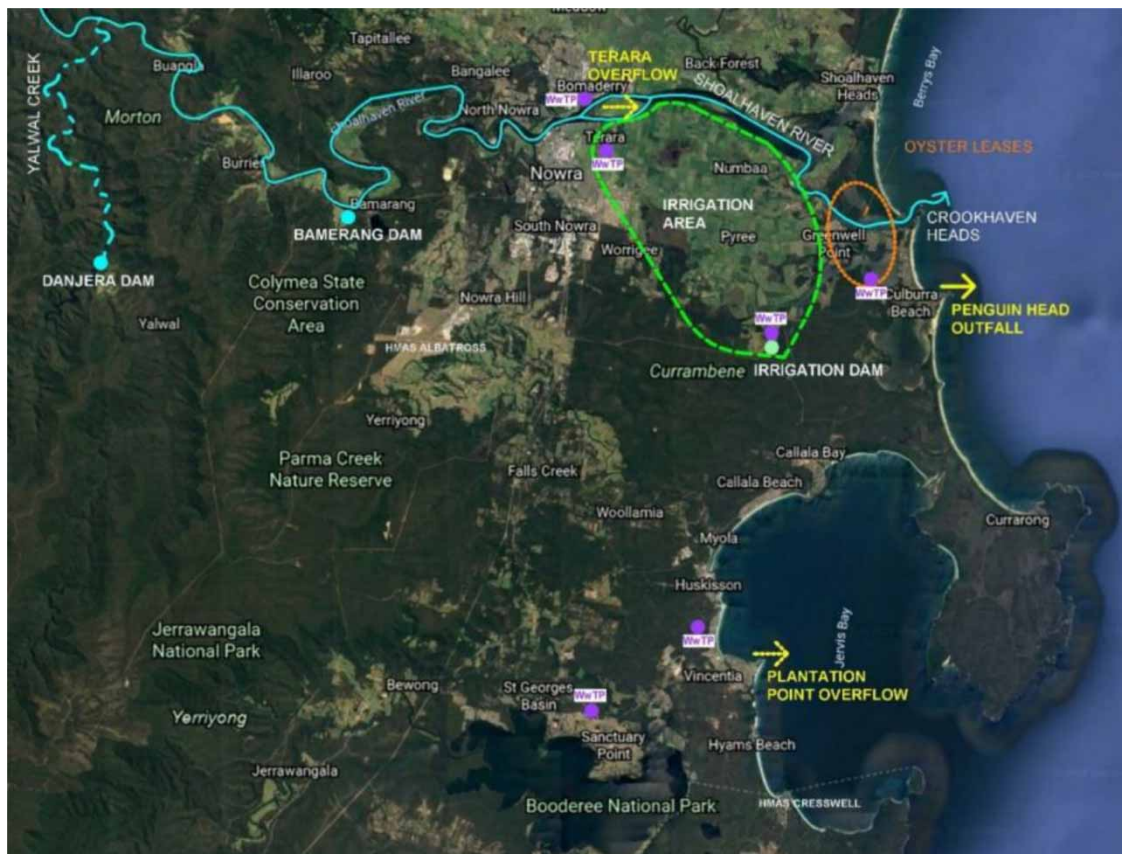 Meadow
Tapitallee
YALWAL CREEK
Buangla
Illaroo
Bangalee
TERARA
OVERFLOW
Bomaderry
WwTP
Back Forest
Shoalhaven
Heads
Berrys Bay
Morton
Shoalhaven River
North Nowra
SHOALHAVEN RIVER
OYSTER LEASES
Terara
WwTP
Burrier
Nowra
Numbaa
Bamarang
BAMERANG DAM
South Nowra
IRRIGATION
AREA
CROOKHAVEN
HEADS
Worrigee
Pyree
Greenwell
Point
DANJERA DAM
Colymea State
Conservation
Area
Nowra Hill
WwTP
Culburra
Beach
PENGUIN HEAD
OUTFALL
Yalwal
WwTP
HMAS ALBATROSS
Currambene
IRRIGATION DAM
Yerriyong
Parma Creek
Nature Reserve
Falls Creek
Callala Bay
Callala Beach
Woollamia
Currarong
Myola
Huskisson
Jervis Bay
Jerrawangala
National Park
WwTP
PLANTATION
POINT OVERFLOW
Vincentia
Bewong
St Georges
Basin
WwTP
Yerriyong
Sanctuary
Point
Hyams Beach
Jerrawangala
Booderee National Park
HMAS CRESWELL